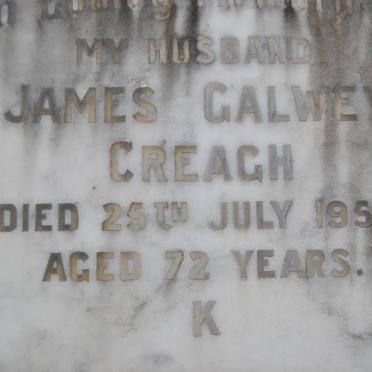 MY HUSBAND
JAMES GALWEY
CREAGH
DIED 25TH JULY 195
AGED 72 YEARS.
K